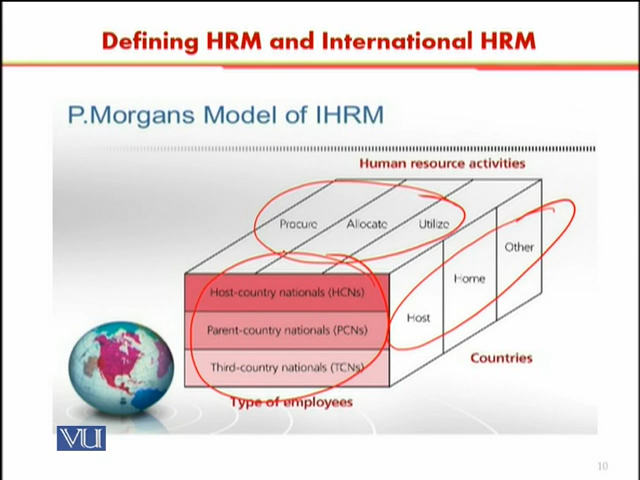 Defining HRM and International HRM
P.Morgans Model of IHRM
Human resource activities
Procure Allocate Utilize
Other
Home
Host
Host-country nationals (HCNs)
Parent-country nationals (PCNs)
Third-country nationals (TCNs)
Countries
Type of employees
VU
10